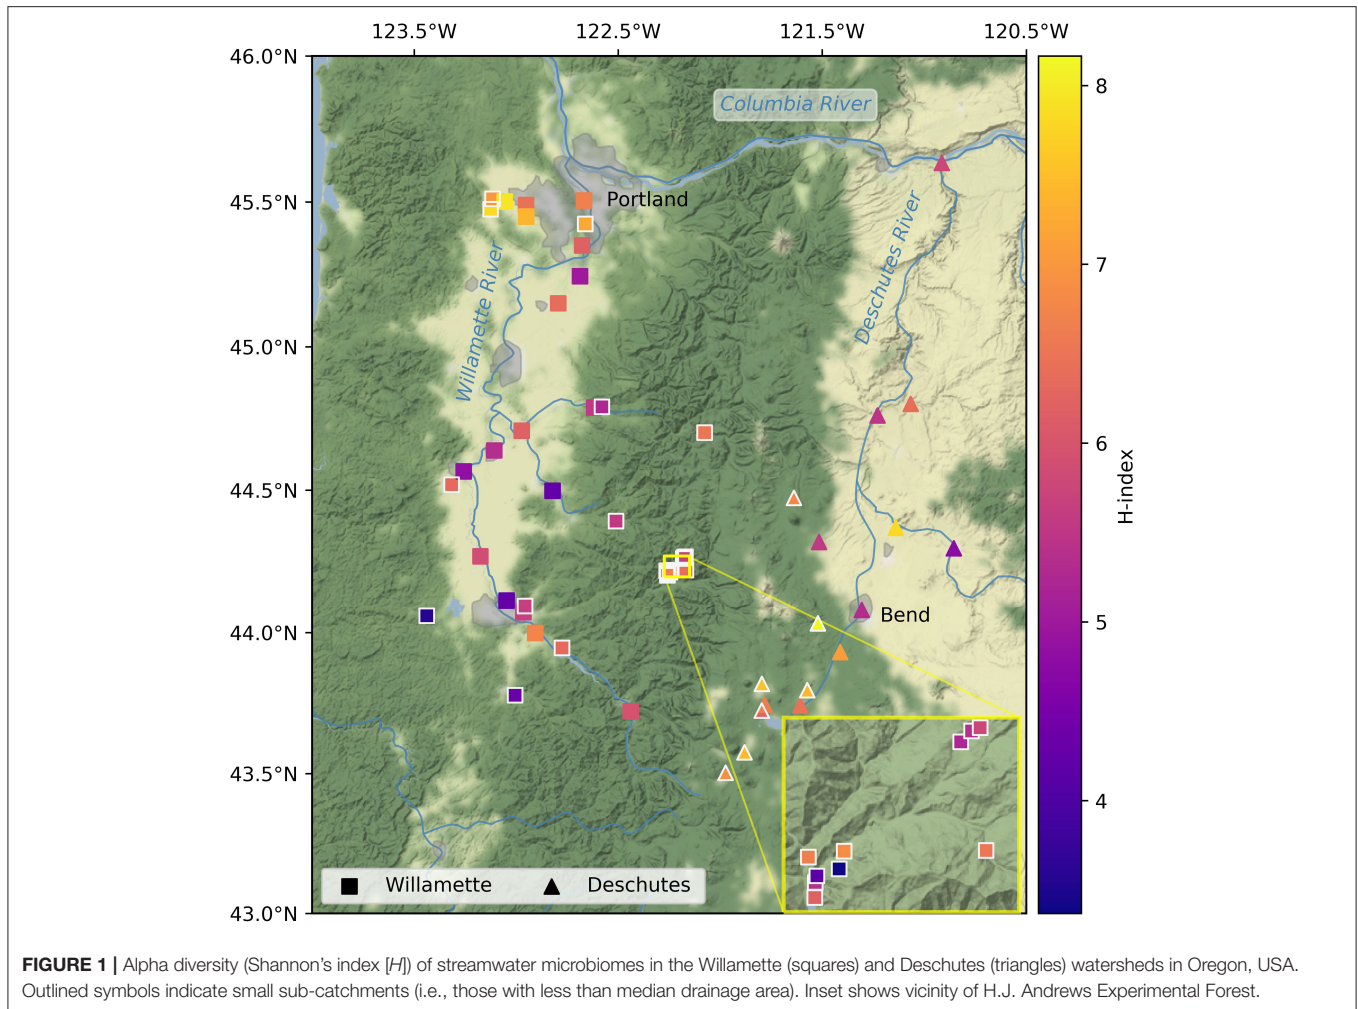 123.5°W 122.5°W 121.5°W 120.5°W
46.0°N
45.5°N
45.0°N
44.5°N
44.0°N
43.5°N
43.0°N
Columbia River
Portland
Willamette River
Deschutes River
Bend
Willamette Deschutes
8
7
6
5
4
H-index
FIGURE 1 | Alpha diversity (Shannon's index [H]) of streamwater microbiomes in the Willamette (squares) and Deschutes (triangles) watersheds in Oregon, USA.
Outlined symbols indicate small sub-catchments (i.e., those with less than median drainage area). Inset shows vicinity of H.J. Andrews Experimental Forest.